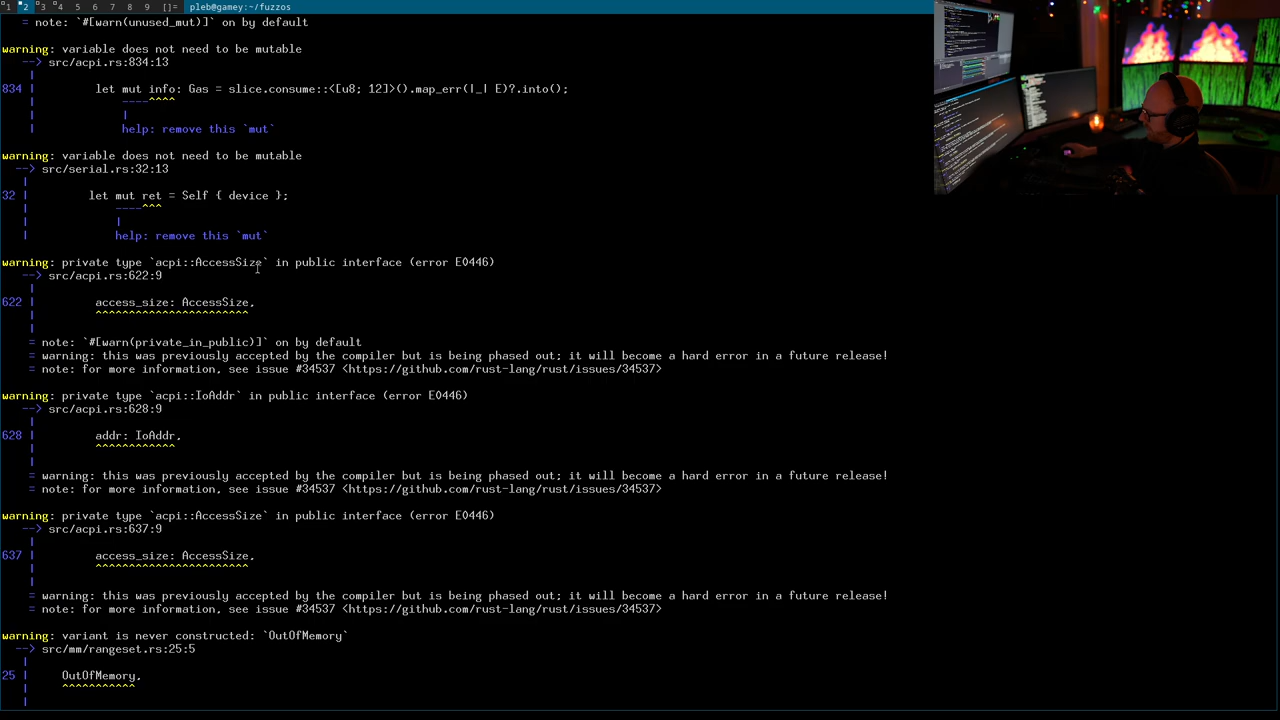 1 2 3 4 5 6 7 8 9 []= pleb@gamey:~/fuzzos
= note: `#[warn(unused_mut)]` on by default
warning: variable does not need to be mutable
--> src/acpi.rs:834:13
|
834 | let mut info: Gas = slice.consume::<[u8; 12]>().map_err(|_| E)?.into();
| ----^^^^
| |
| help: remove this `mut`
warning: variable does not need to be mutable
--> src/serial.rs:32:13
|
32 | let mut ret = Self { device };
| ----^^^
| |
| help: remove this `mut`
warning: private type `acpi::AccessSize` in public interface (error E0446)
--> src/acpi.rs:622:9
|
622 | access_size: AccessSize,
| ^^^^^^^^^^^^^^^^^^^^^^^
|
= note: `#[warn(private_in_public)]` on by default
= warning: this was previously accepted by the compiler but is being phased out; it will become a hard error in a future release!
= note: for more information, see issue #34537 <https://github.com/rust-lang/rust/issues/34537>
warning: private type `acpi::IoAddr` in public interface (error E0446)
--> src/acpi.rs:628:9
|
628 | addr: IoAddr,
| ^^^^^^^^^^^^
|
= warning: this was previously accepted by the compiler but is being phased out; it will become a hard error in a future release!
= note: for more information, see issue #34537 <https://github.com/rust-lang/rust/issues/34537>
warning: private type `acpi::AccessSize` in public interface (error E0446)
--> src/acpi.rs:637:9
|
637 | access_size: AccessSize,
| ^^^^^^^^^^^^^^^^^^^^^^^
|
= warning: this was previously accepted by the compiler but is being phased out; it will become a hard error in a future release!
= note: for more information, see issue #34537 <https://github.com/rust-lang/rust/issues/34537>
warning: variant is never constructed: `OutOfMemory`
--> src/mm/rangeset.rs:25:5
|
25 | OutOfMemory,
| ^^^^^^^^^^^
|